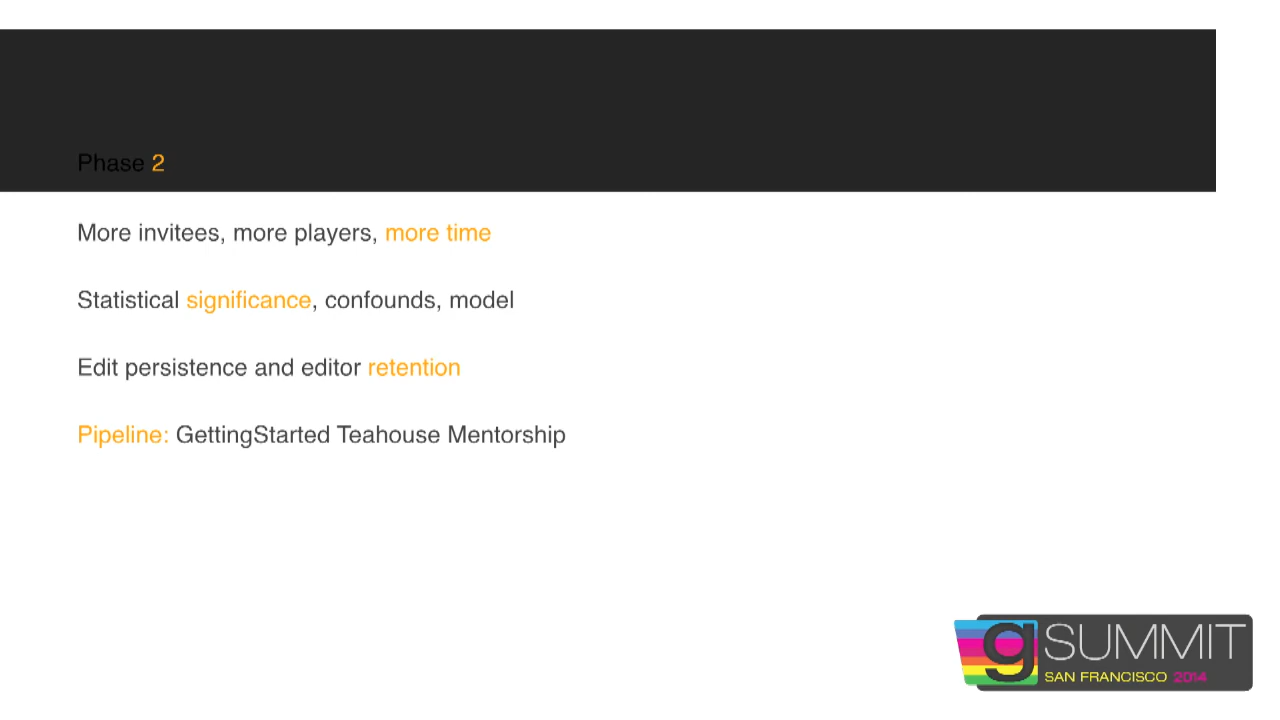 Phase 2
More invitees, more players, more time
Statistical significance, confounds, model
Edit persistence and editor retention
Pipeline: GettingStarted Teahouse Mentorship
gSUMMIT
SAN FRANCISCO 2014